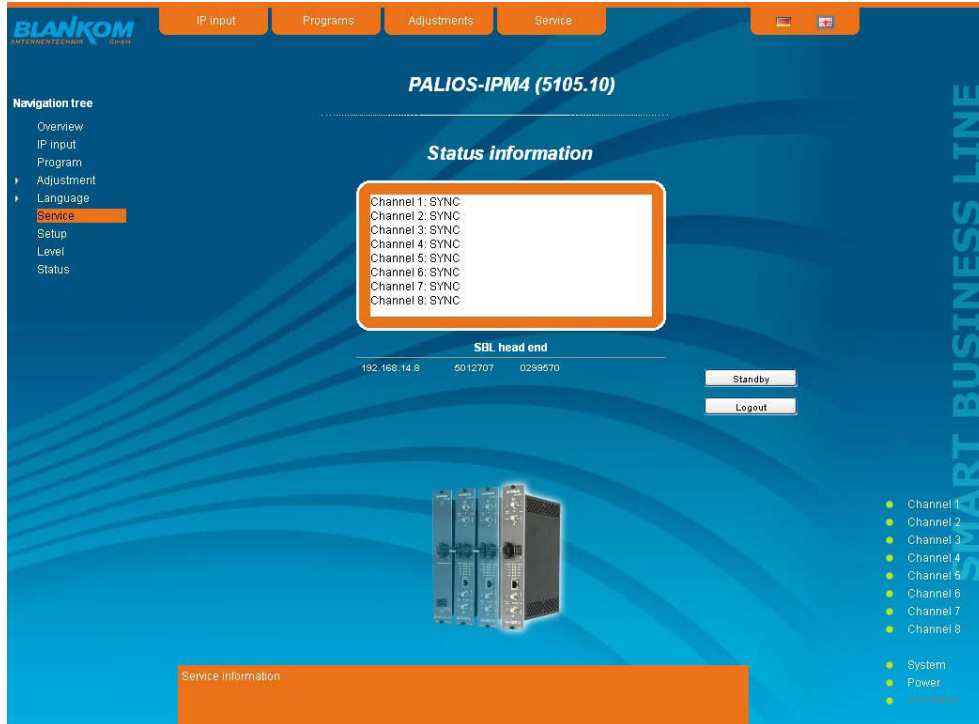 BLANKOM
ANTENNENTECHNIK GmbH
IP input
Programs
Adjustments
Service
PALIOS-IPM4 (5105.10)
Navigation tree
Overview
IP input
Program
Adjustment
Language
Service
Setup
Level
Status
Status information
Channel 1: SYNC
Channel 2: SYNC
Channel 3: SYNC
Channel 4: SYNC
Channel 5: SYNC
Channel 6: SYNC
Channel 7: SYNC
Channel 8: SYNC
SBL head end
192.168.14.8 5012707 0299570
Standby
Logout
SMART BUSINESS LINE
Channel 1
Channel 2
Channel 3
Channel 4
Channel 5
Channel 6
Channel 7
Channel 8
System
Power
Service information